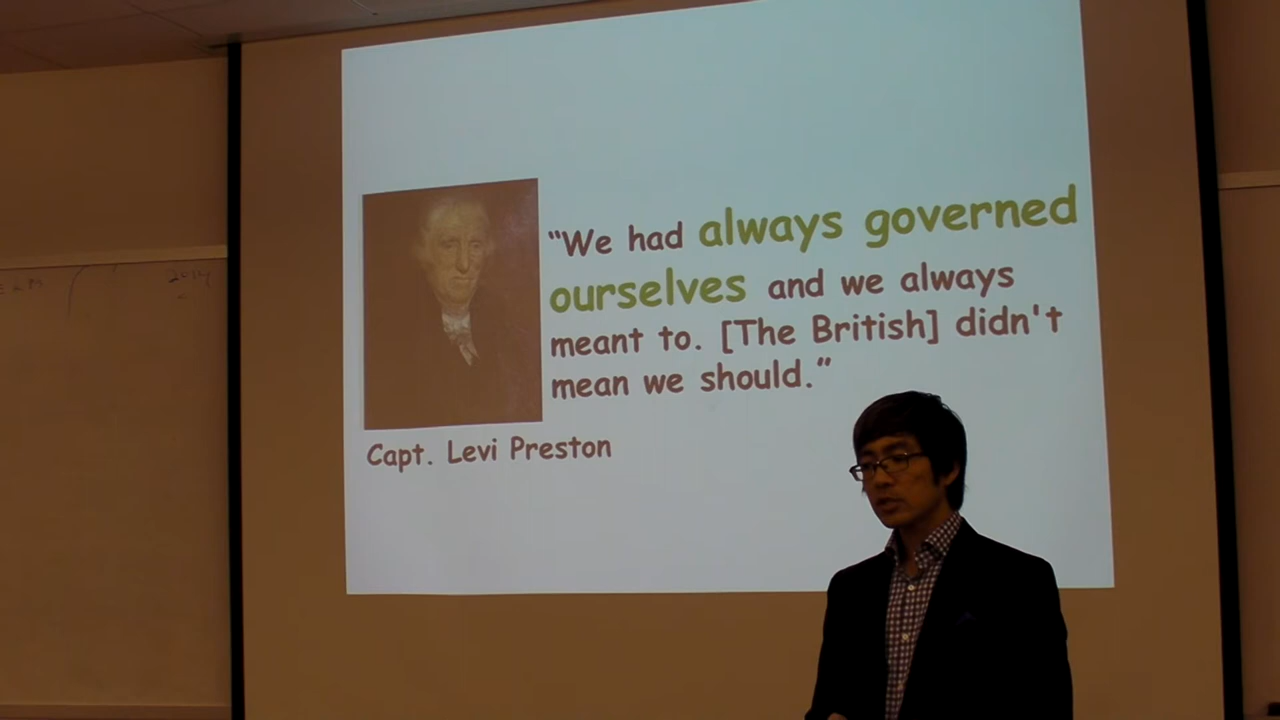 “We had always governed
ourselves and we always
meant to. [The British] didn't
mean we should.”
Capt. Levi Preston